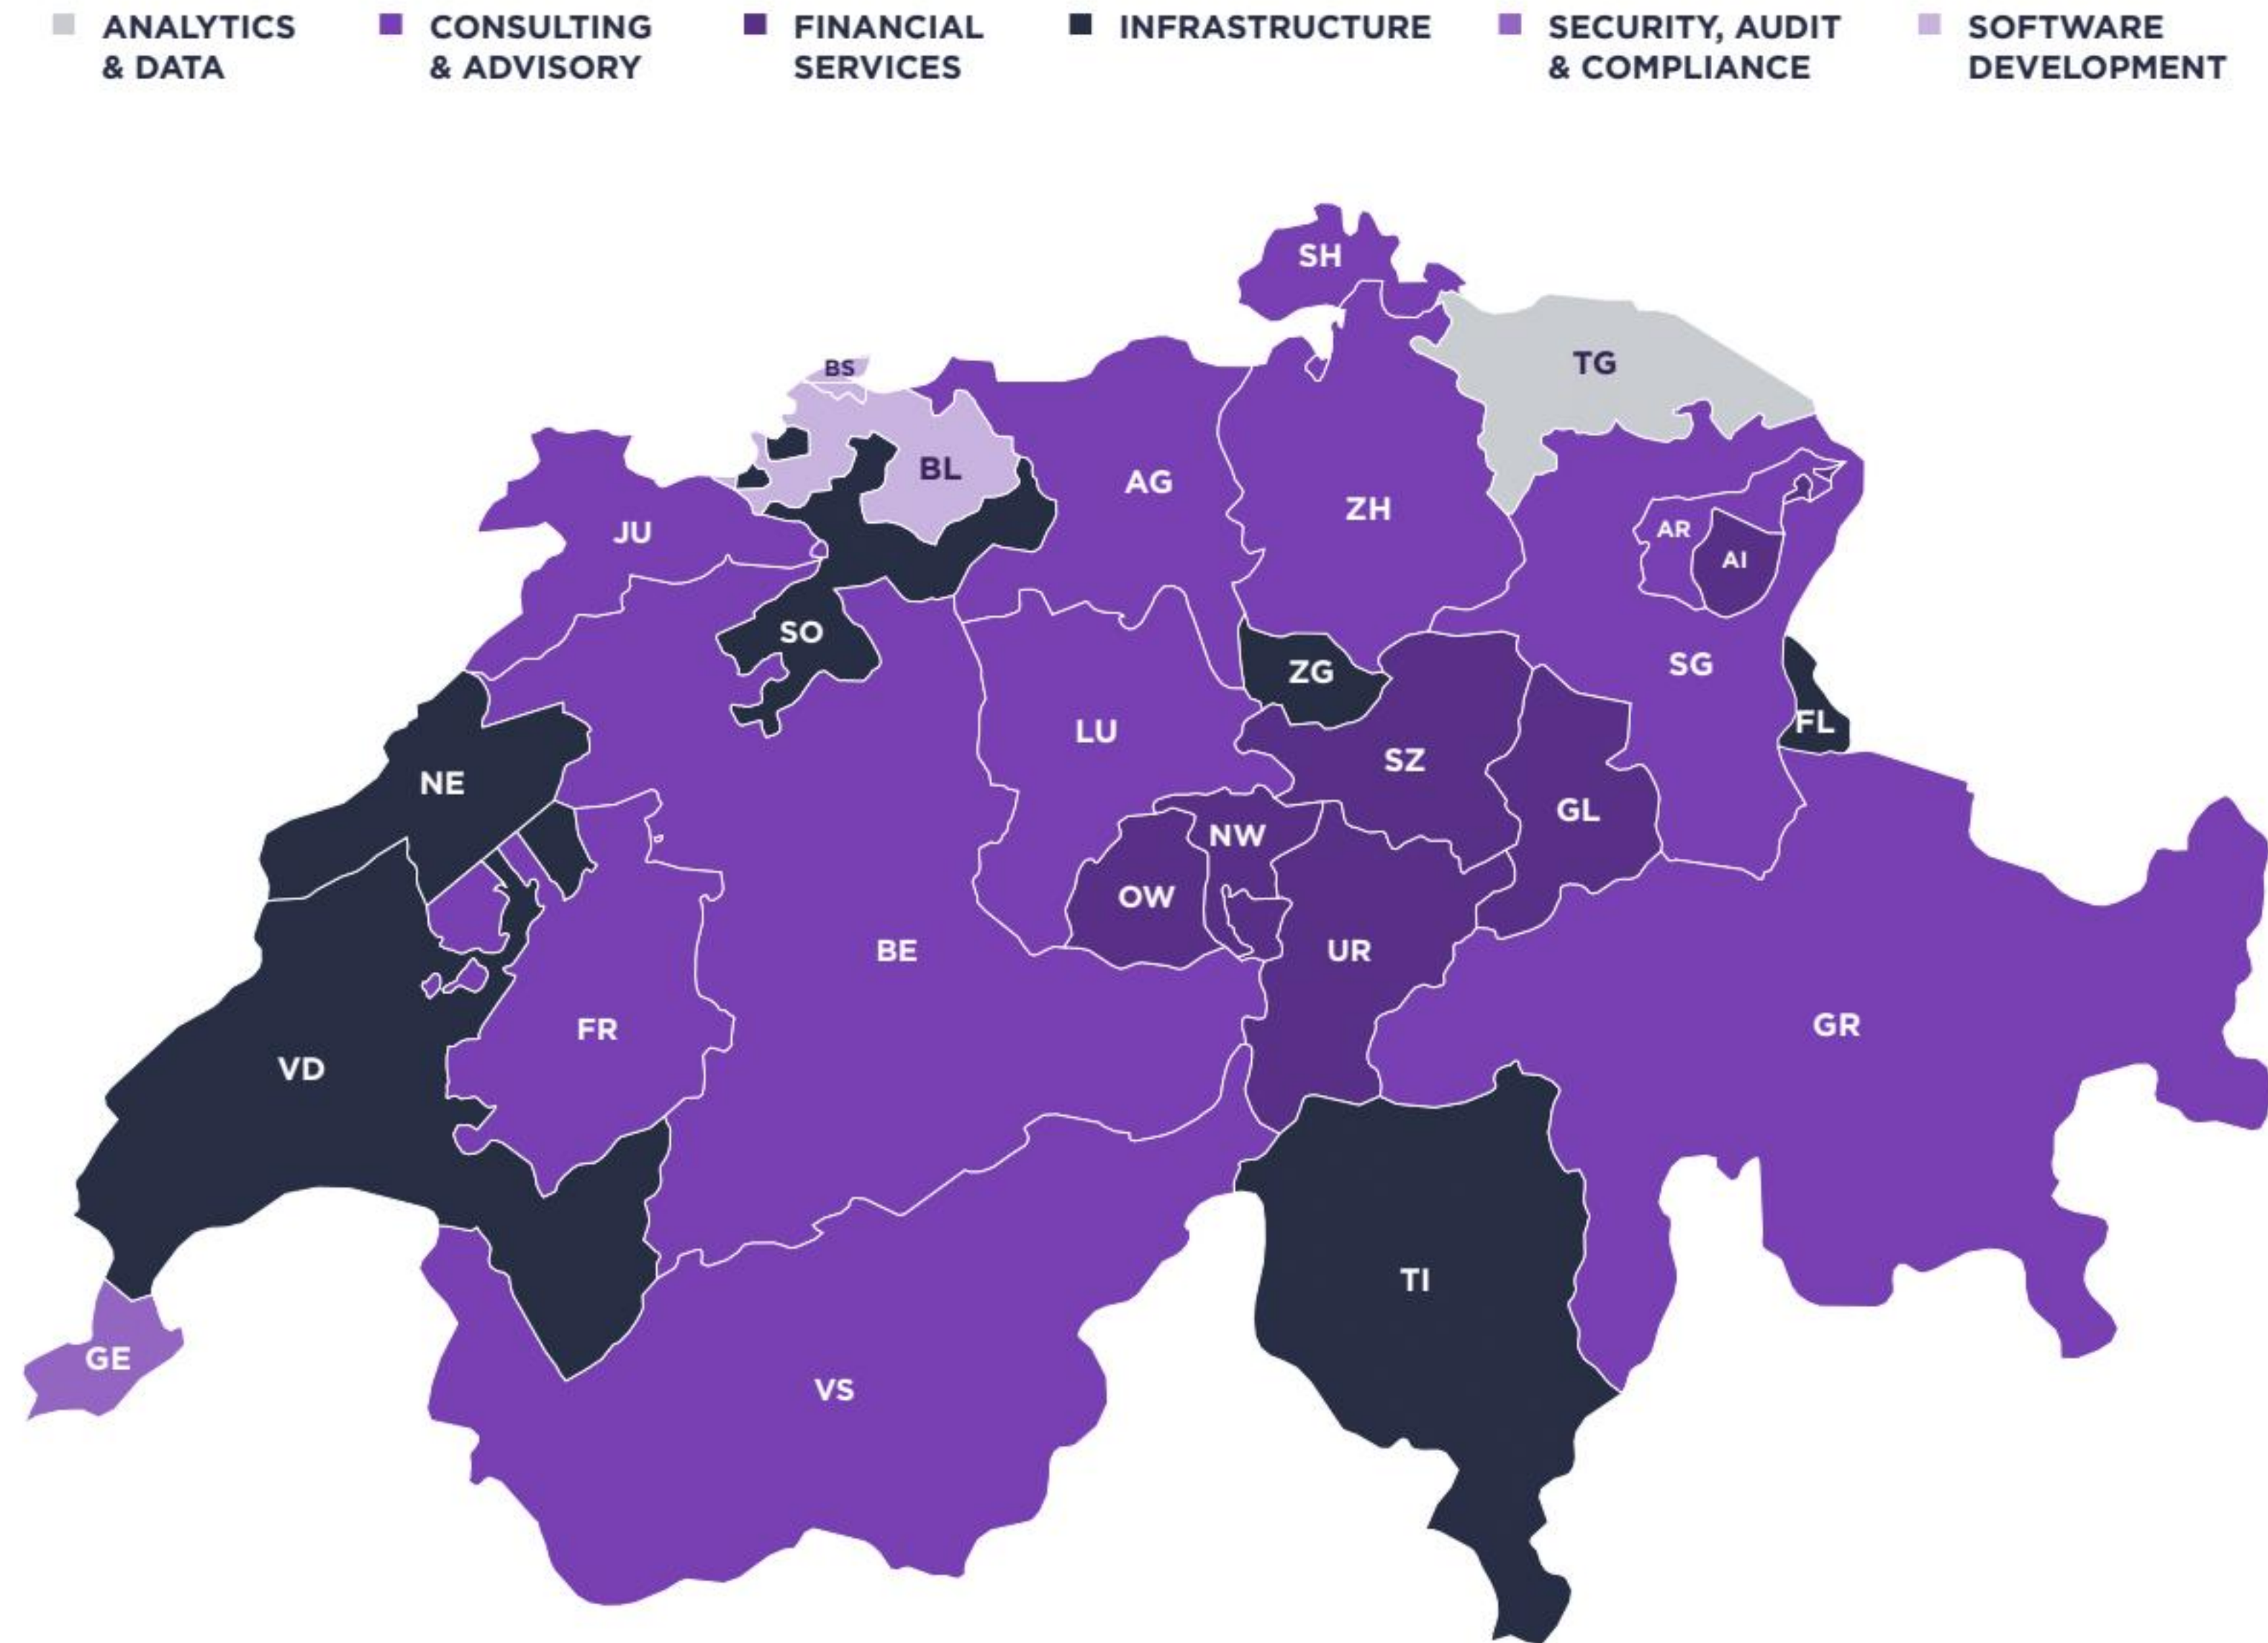 ANALYTICS
& DATA
CONSULTING
& ADVISORY
FINANCIAL
SERVICES
INFRASTRUCTURE
SECURITY, AUDIT
& COMPLIANCE
SOFTWARE
DEVELOPMENT
SH
TG
BS
BL
AG
ZH
JU
AR
AI
SO
ZG
SG
FL
LU
SZ
NE
GL
NW
OW
BE
UR
FR
GR
VD
TI
GE
VS